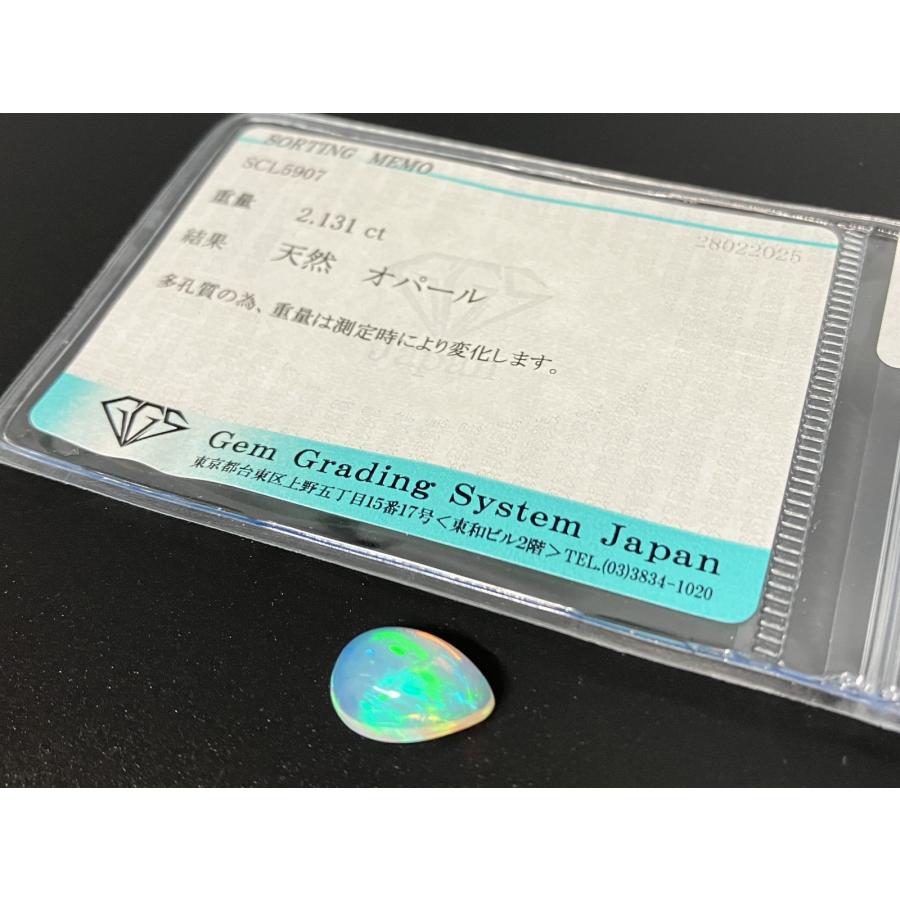 SORTING MEMO
SCL5907
28022025
重量 2.131 ct
結果 天然 オパール
多孔質の為、重量は測定時により変化します。
GGS
Japan
GGS
Gem Grading System Japan
東京都台東区上野五丁目15番17号＜東和ビル2階＞TEL.(03)3834-1020